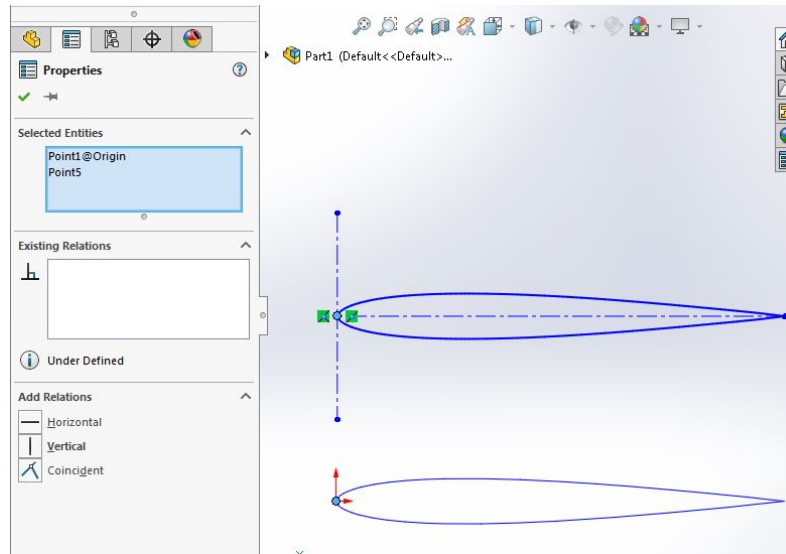 Part1 (Default<<Default>...
Properties
Selected Entities
Point1@Origin
Point5
Existing Relations
Under Defined
Add Relations
Horizontal
Vertical
Coincident